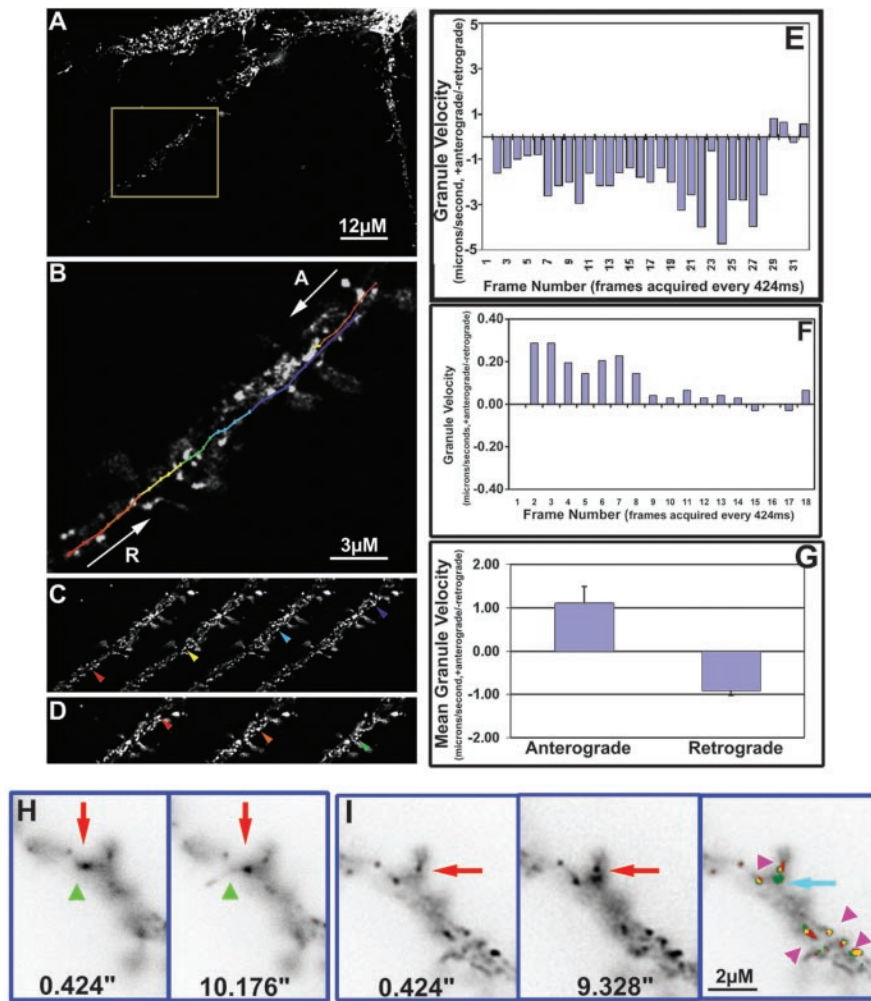 A
12µM
B
A
R
3µM
C
D
E
Granule Velocity
(microns/second, +anterograde/-retrograde)
5
3
1
-1
-3
-5
1 3 5 7 9 11 13 15 17 19 21 23 25 27 29 31
Frame Number (frames acquired every 424ms)
F
Granule Velocity
(microns/seconds,+anterograde/-retrograde)
0.40
0.20
0.00
-0.20
-0.40
1 2 3 4 5 6 7 8 9 10 11 12 13 14 15 16 17 18
Frame Number (frames acquired every 424ms)
G
Mean Granule Velocity
(microns/second,+anterograde/-retrograde)
2.00
1.00
0.00
-1.00
-2.00
Anterograde Retrograde
H
0.424" 10.176"
I
0.424" 9.328"
2µM